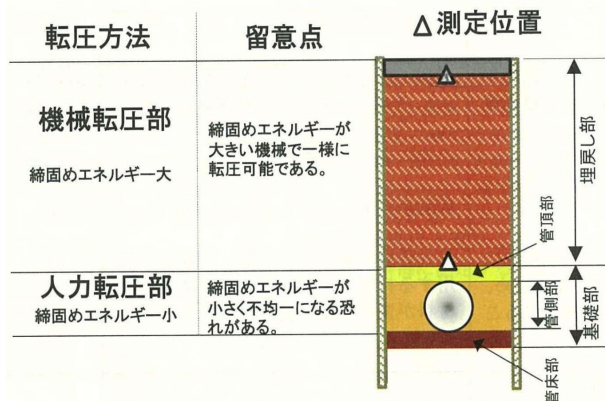 転圧方法
留意点
△測定位置
機械転圧部
締固めエネルギー大
締固めエネルギーが
大きい機械で一様に
転圧可能である。
人力転圧部
締固めエネルギー小
締固めエネルギーが
小さく不均一になる恐
れがある。
埋戻し部
管頂部
管側部
基礎部
管床部